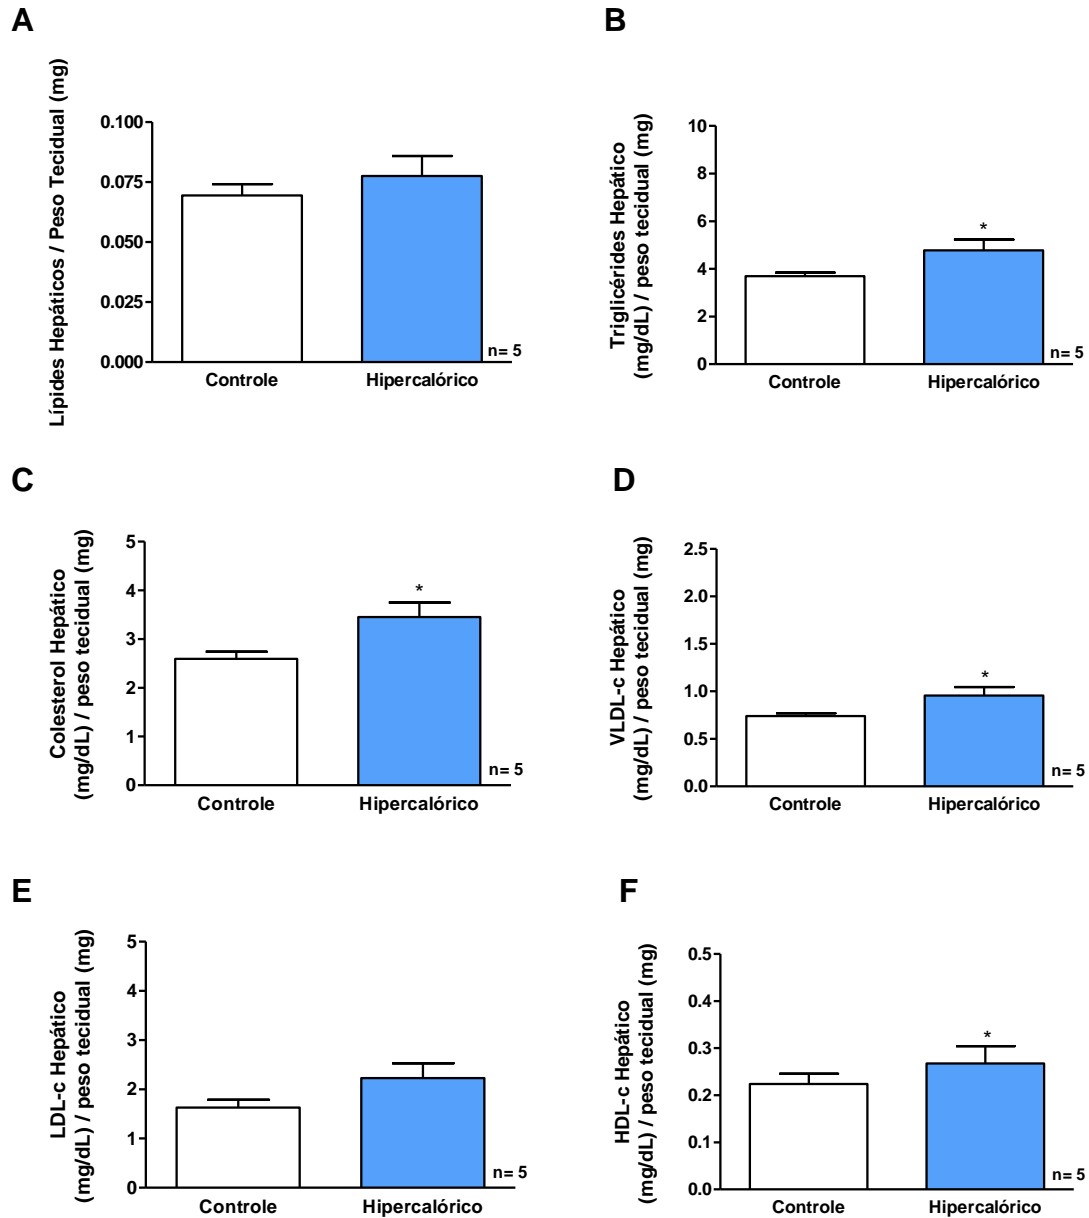 A
Lípides Hepáticos / Peso Tecidual (mg)
0.100
0.075
0.050
0.025
0.000
Controle
Hipercalórico
n= 5
B
Triglicérides Hepático
(mg/dL) / peso tecidual (mg)
10
8
6
4
2
0
*
Controle
Hipercalórico
n= 5
C
Colesterol Hepático
(mg/dL) / peso tecidual (mg)
5
4
3
2
1
0
*
Controle
Hipercalórico
n= 5
D
VLDL-c Hepático
(mg/dL) / peso tecidual (mg)
2.5
2.0
1.5
1.0
0.5
0.0
*
Controle
Hipercalórico
n= 5
E
LDL-c Hepático
(mg/dL) / peso tecidual (mg)
5
4
3
2
1
0
Controle
Hipercalórico
n= 5
F
HDL-c Hepático
(mg/dL) / peso tecidual (mg)
0.5
0.4
0.3
0.2
0.1
0.0
*
Controle
Hipercalórico
n= 5